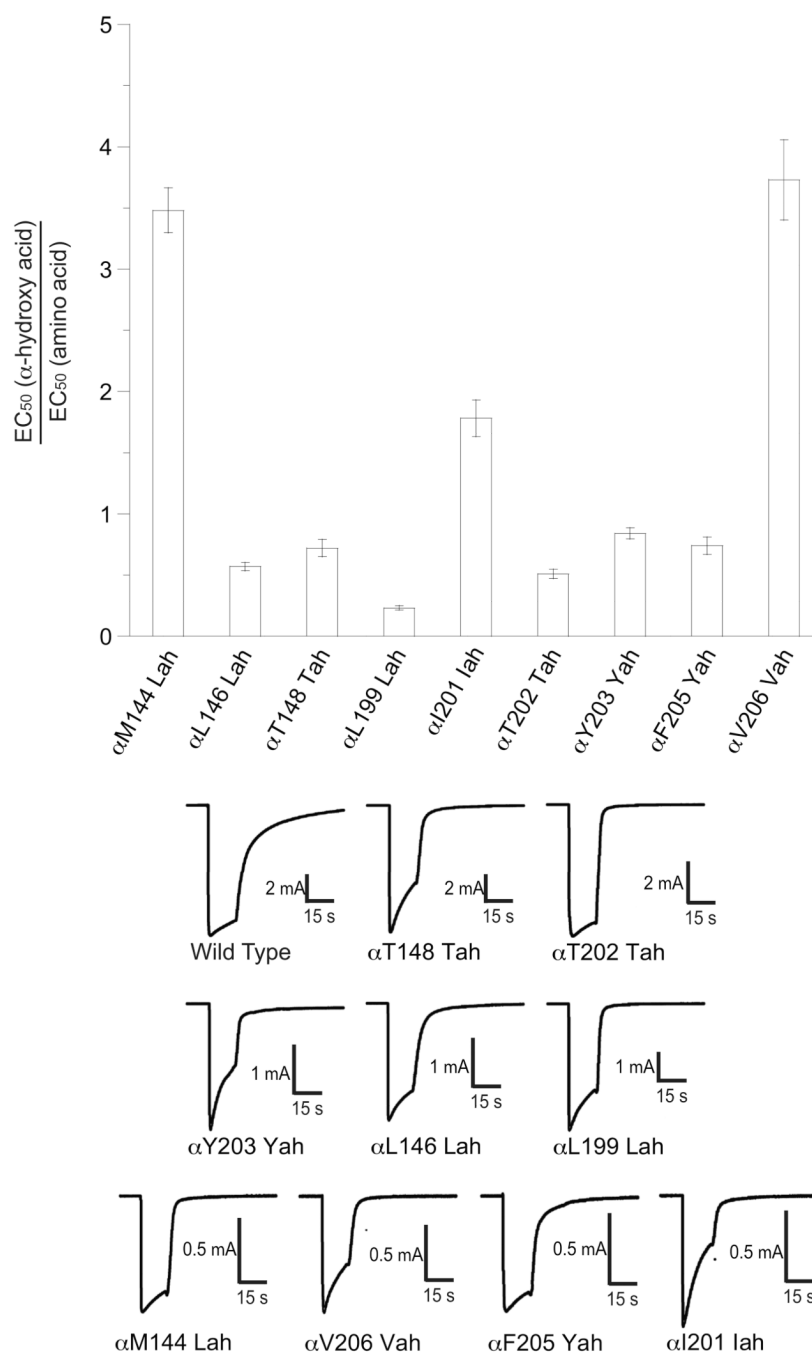 5
4
3
2
1
0
EC50 (α-hydroxy acid)
EC50 (amino acid)
αM144 Lah
αL146 Lah
αT148 Tah
αL199 Lah
αI201 Iah
αT202 Tah
αY203 Yah
αF205 Yah
αV206 Vah
2 mA
15 s
Wild Type
2 mA
15 s
αT148 Tah
2 mA
15 s
αT202 Tah
1 mA
15 s
αY203 Yah
1 mA
15 s
αL146 Lah
1 mA
15 s
αL199 Lah
0.5 mA
15 s
αM144 Lah
0.5 mA
15 s
αV206 Vah
0.5 mA
15 s
αF205 Yah
0.5 mA
15 s
αI201 Iah